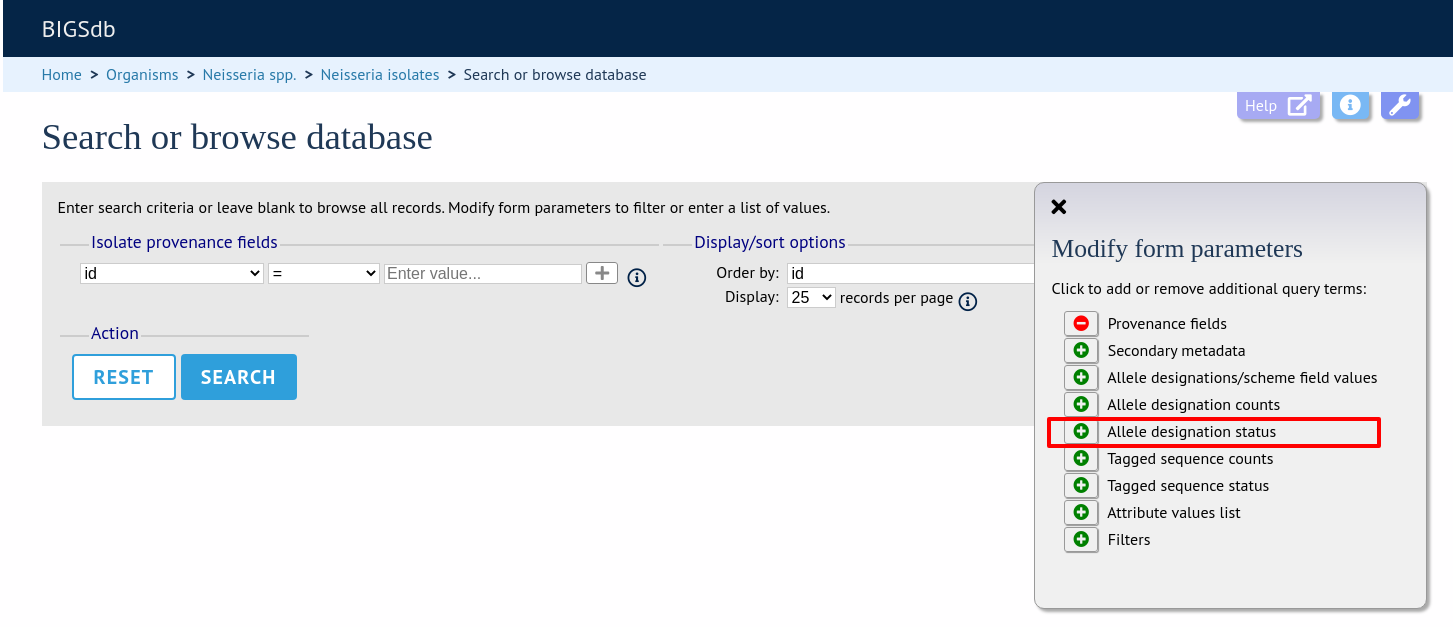 BIGSdb
Home > Organisms > Neisseria spp. > Neisseria isolates > Search or browse database
Help
Search or browse database
Enter search criteria or leave blank to browse all records. Modify form parameters to filter or enter a list of values.
Isolate provenance fields
id = Enter value... +
Display/sort options
Order by: id
Display: 25 records per page
Action
RESET SEARCH
Modify form parameters
Click to add or remove additional query terms:
Provenance fields
Secondary metadata
Allele designations/scheme field values
Allele designation counts
Allele designation status
Tagged sequence counts
Tagged sequence status
Attribute values list
Filters